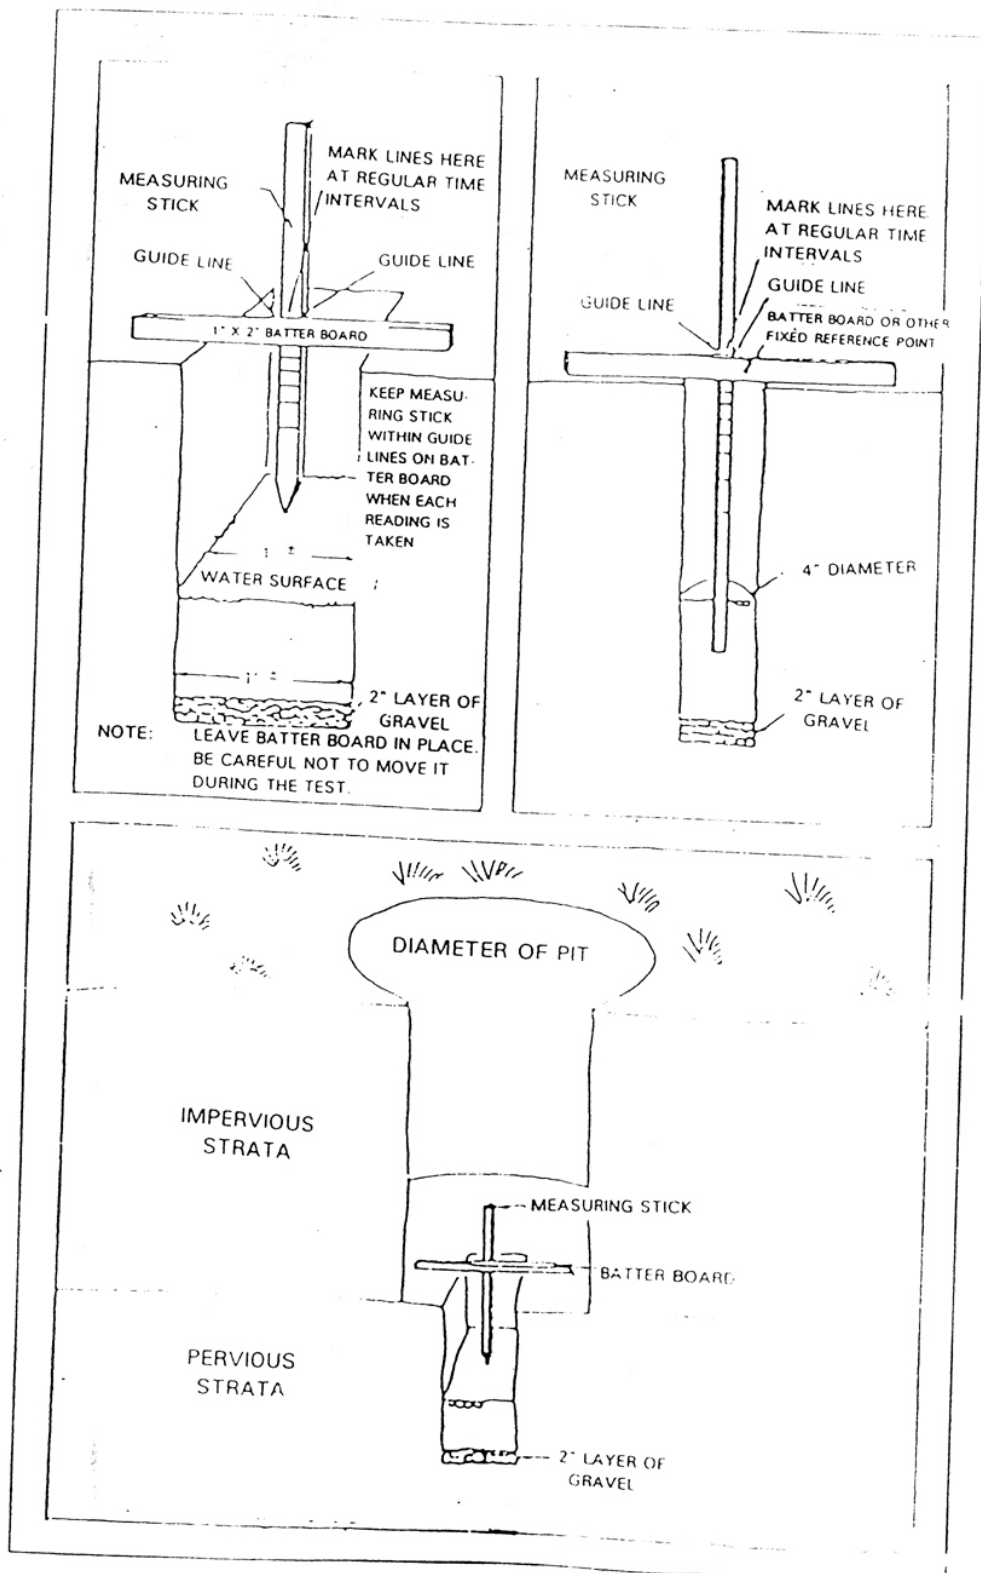 MEASURING
STICK
MARK LINES HERE
AT REGULAR TIME
INTERVALS
GUIDE LINE
GUIDE LINE
1" X 2" BATTER BOARD
KEEP MEASU-
RING STICK
WITHIN GUIDE
LINES ON BAT-
TER BOARD
WHEN EACH
READING IS
TAKEN
1 ±
WATER SURFACE
1' ±
2" LAYER OF
GRAVEL
NOTE: LEAVE BATTER BOARD IN PLACE.
BE CAREFUL NOT TO MOVE IT
DURING THE TEST.
MEASURING
STICK
MARK LINES HERE
AT REGULAR TIME
INTERVALS
GUIDE LINE
GUIDE LINE
BATTER BOARD OR OTHER
FIXED REFERENCE POINT
4" DIAMETER
2" LAYER OF
GRAVEL
DIAMETER OF PIT
IMPERVIOUS
STRATA
MEASURING STICK
BATTER BOARD
PERVIOUS
STRATA
2" LAYER OF
GRAVEL